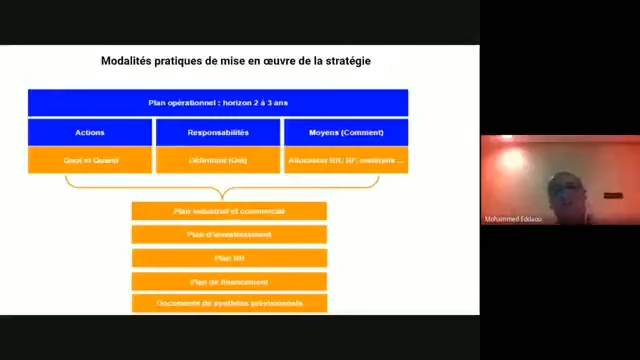 Modalités pratiques de mise en œuvre de la stratégie
Plan opérationnel : horizon 2 à 3 ans
Actions
Responsabilités
Moyens (Comment)
Quoi et Quand
Définition (Qui)
Allocation RH/ RF, matériels ...
Plan industriel et commercial
Plan d'investissement
Plan RH
Plan de financement
Documents de synthèse prévisionnels
Mohammed Eddaou